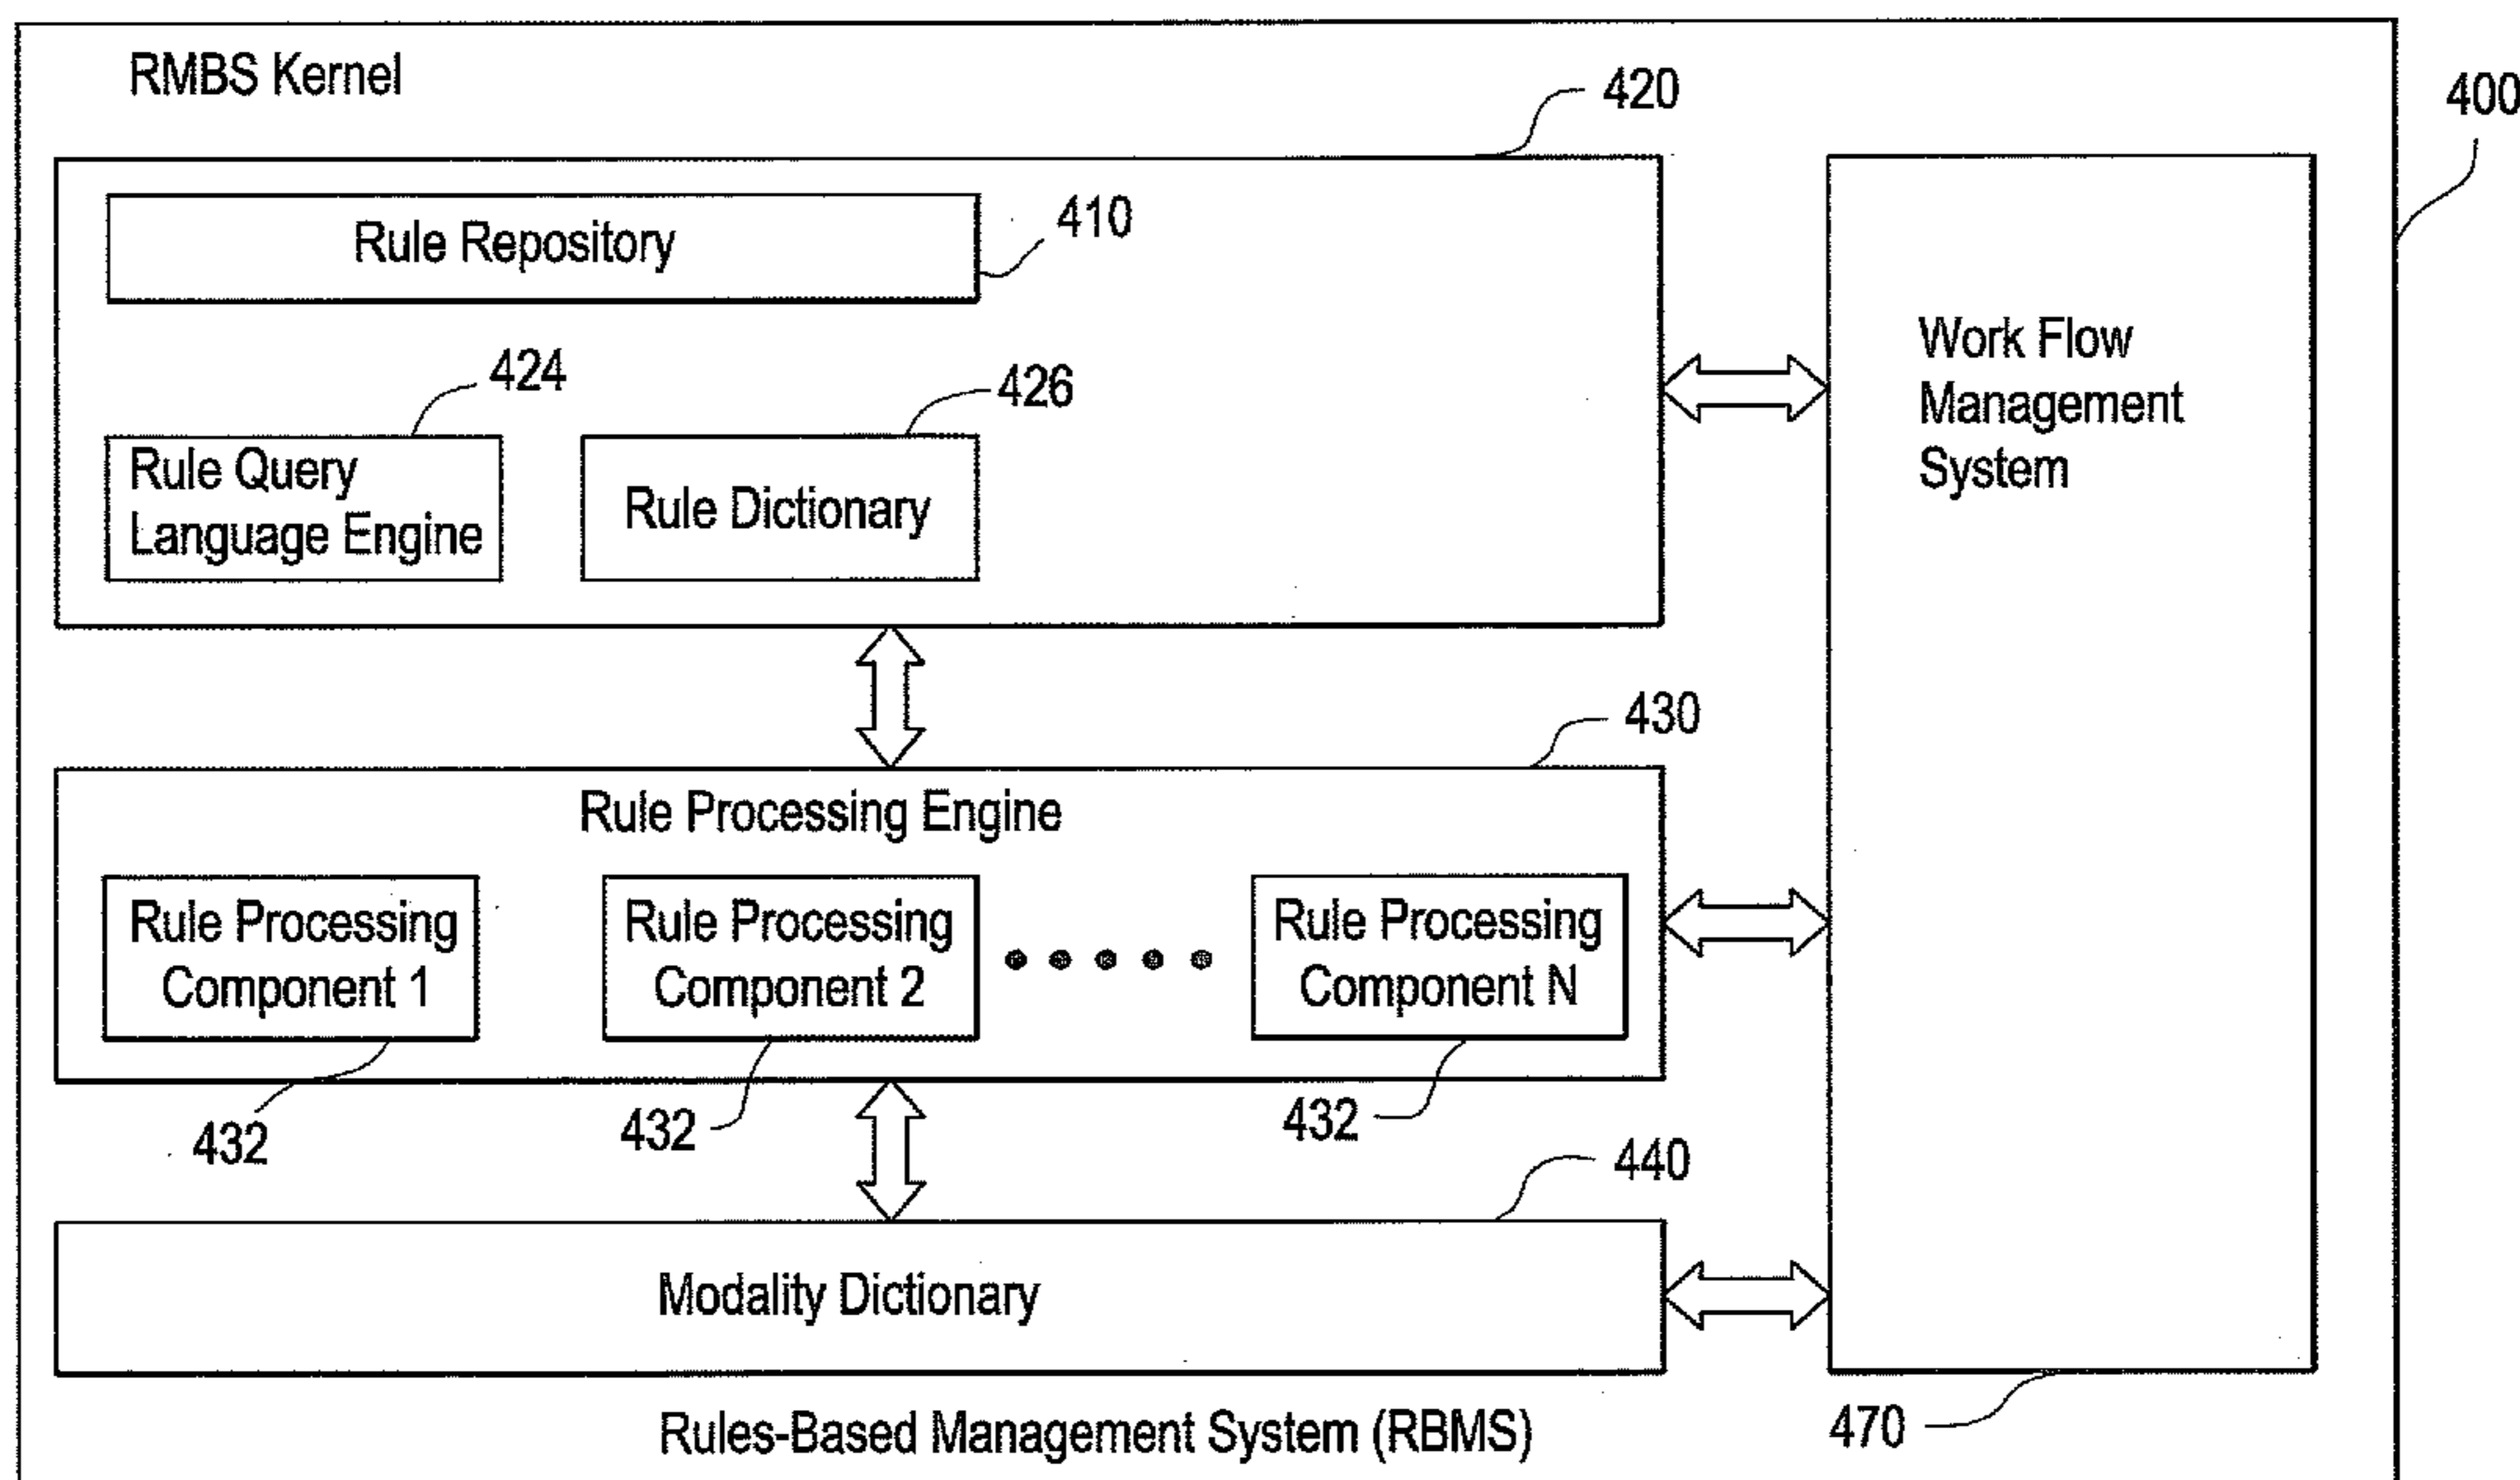 RMBS Kernel
420
400
Rule Repository
410
424
426
Rule Query
Language Engine
Rule Dictionary
Work Flow
Management
System
430
Rule Processing Engine
Rule Processing
Component 1
Rule Processing
Component 2
Rule Processing
Component N
432
432
432
440
Modality Dictionary
Rules-Based Management System (RBMS)
470